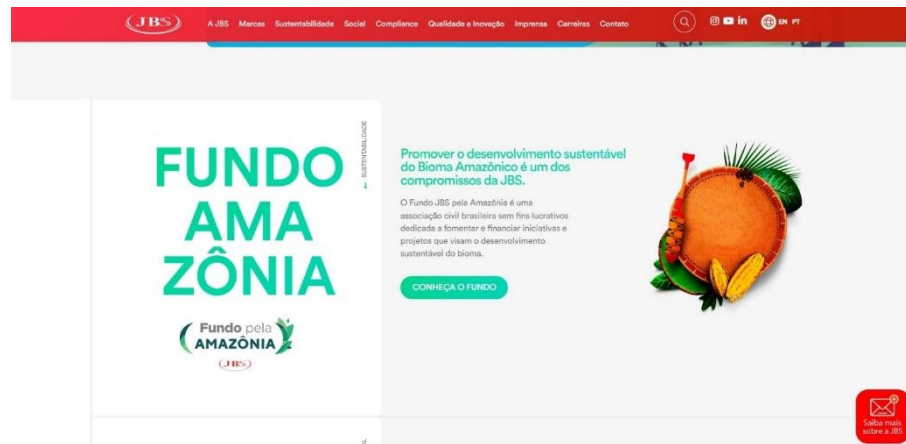 JBS
A JBS Marcas Sustentabilidade Social Compliance Qualidade e Inovação Imprensa Carreiras Contato
in
EN PT
FUNDO
AMA
ZÔNIA
SUSTENTABILIDADE
Fundo pela
AMAZÔNIA
JBS
Promover o desenvolvimento sustentável
do Bioma Amazônico é um dos
compromissos da JBS.
O Fundo JBS pela Amazônia é uma
associação civil brasileira sem fins lucrativos
dedicada a fomentar e financiar iniciativas e
projetos que visam o desenvolvimento
sustentável do bioma.
CONHEÇA O FUNDO
Saiba mais
sobre a JBS